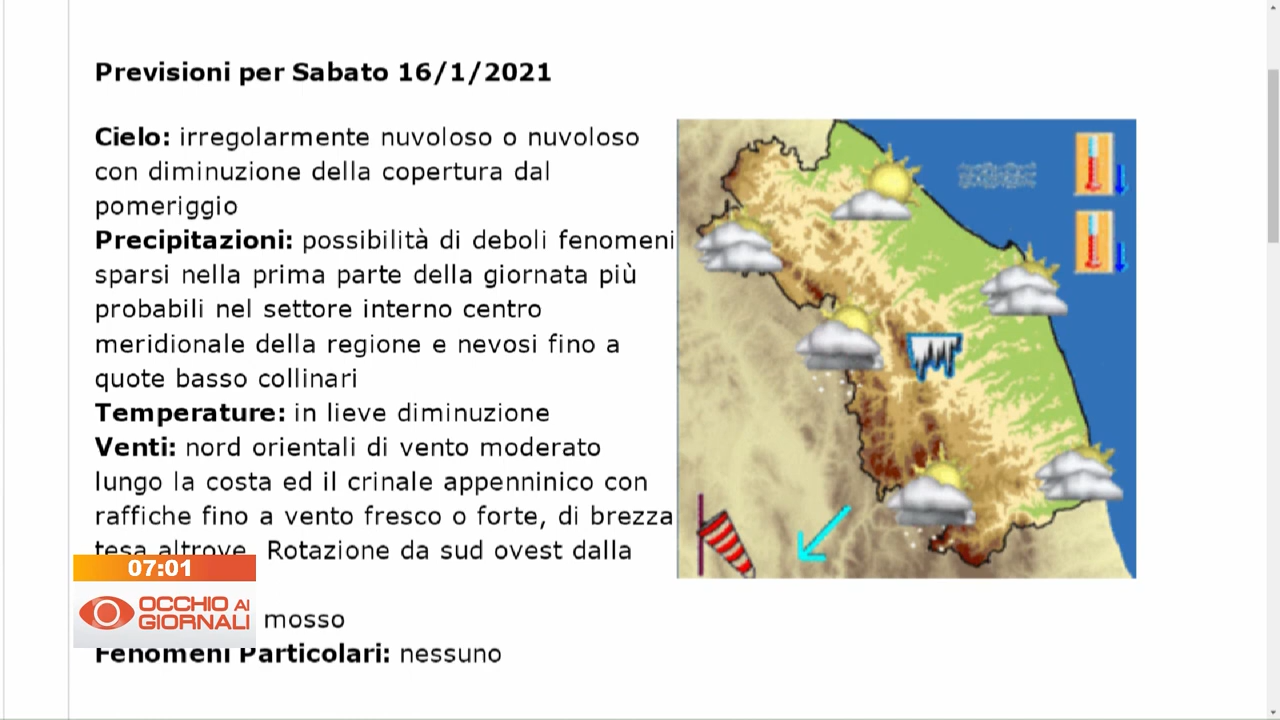 Previsioni per Sabato 16/1/2021
Cielo: irregolarmente nuvoloso o nuvoloso
con diminuzione della copertura dal
pomeriggio
Precipitazioni: possibilità di deboli fenomeni
sparsi nella prima parte della giornata più
probabili nel settore interno centro
meridionale della regione e nevosi fino a
quote basso collinari
Temperature: in lieve diminuzione
Venti: nord orientali di vento moderato
lungo la costa ed il crinale appenninico con
raffiche fino a vento fresco o forte, di brezza
tesa altrove. Rotazione da sud ovest dalla
mosso
Fenomeni Particolari: nessuno
07:01
OCCHIO AI
GIORNALI